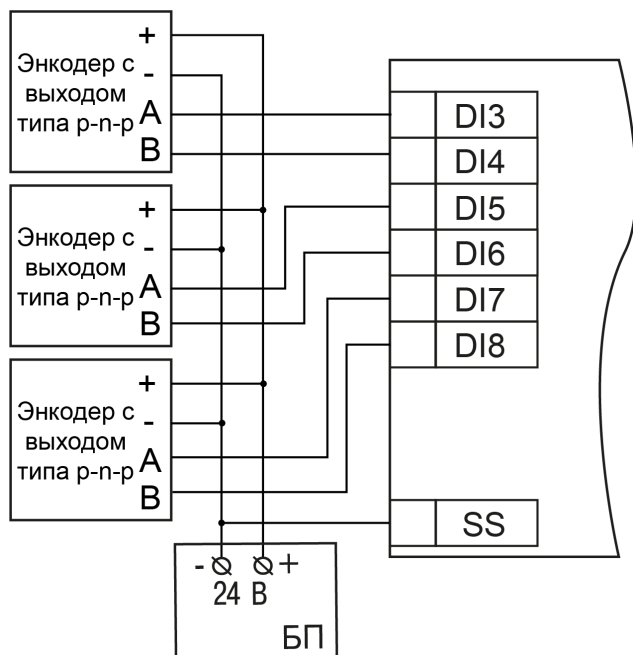 Энкодер с
выходом
типа p-n-p
+
-
A
B
Энкодер с
выходом
типа p-n-p
+
-
A
B
Энкодер с
выходом
типа p-n-p
+
-
A
B
DI3
DI4
DI5
DI6
DI7
DI8
SS
- +
24 В
БП